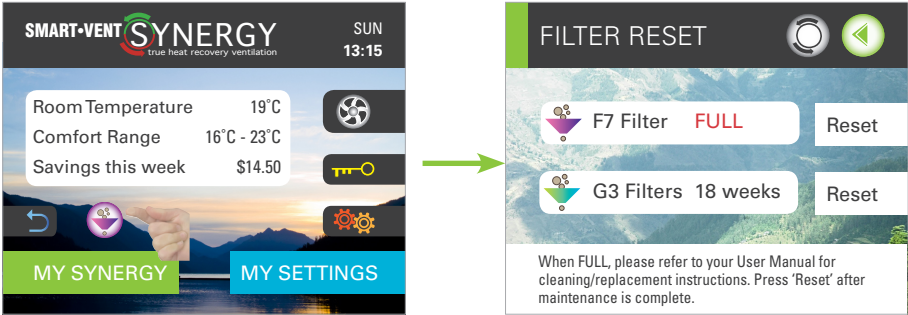 SMART•VENT SYNERGY
true heat recovery ventilation
SUN
13:15
Room Temperature 19°C
Comfort Range 16°C - 23°C
Savings this week $14.50
MY SYNERGY
MY SETTINGS
FILTER RESET
F7 Filter FULL
Reset
G3 Filters 18 weeks
Reset
When FULL, please refer to your User Manual for
cleaning/replacement instructions. Press ‘Reset’ after
maintenance is complete.